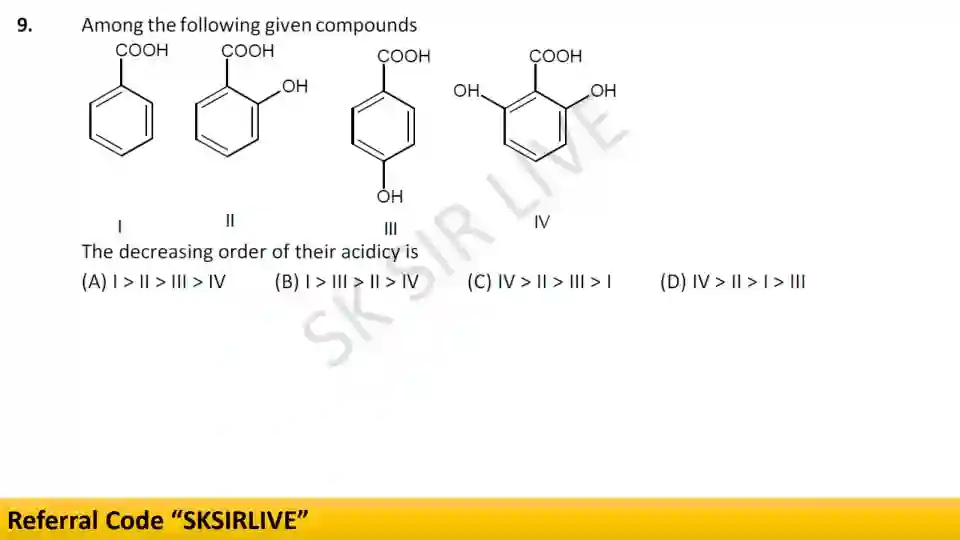 9. Among the following given compounds
COOH COOH COOH COOH
OH OH OH
OH
I II III IV
The decreasing order of their acidicy is
(A) I > II > III > IV (B) I > III > II > IV (C) IV > II > III > I (D) IV > II > I > III
SK SIR LIVE
Referral Code “SKSIRLIVE”